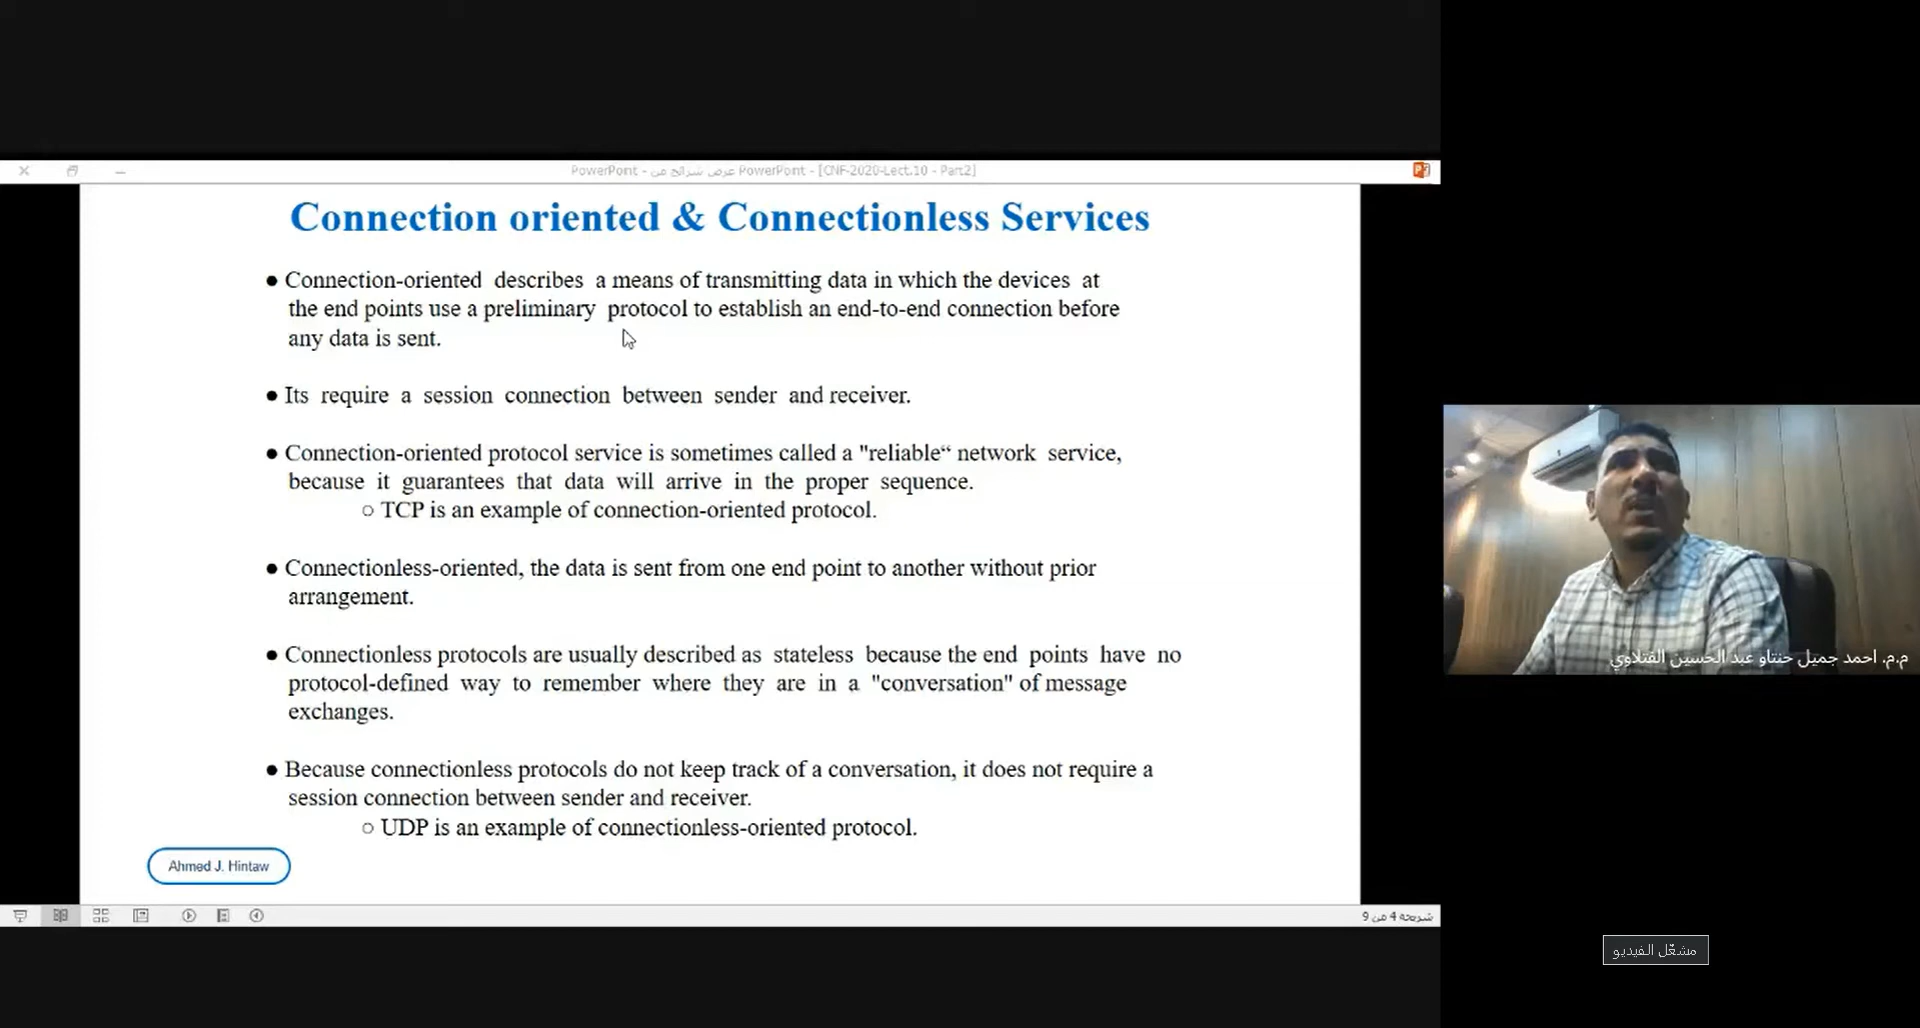 PowerPoint - عرض شرائح من PowerPoint - [CNF-2020-Lect.10 - Part2]
Connection oriented & Connectionless Services
● Connection-oriented describes a means of transmitting data in which the devices at
the end points use a preliminary protocol to establish an end-to-end connection before
any data is sent.
● Its require a session connection between sender and receiver.
● Connection-oriented protocol service is sometimes called a "reliable“ network service,
because it guarantees that data will arrive in the proper sequence.
○ TCP is an example of connection-oriented protocol.
● Connectionless-oriented, the data is sent from one end point to another without prior
arrangement.
● Connectionless protocols are usually described as stateless because the end points have no
protocol-defined way to remember where they are in a "conversation" of message
exchanges.
● Because connectionless protocols do not keep track of a conversation, it does not require a
session connection between sender and receiver.
○ UDP is an example of connectionless-oriented protocol.
Ahmed J. Hintaw
شريحة 4 من 9
م.م. احمد جميل حنتاو عبد الحسين الفتلاوي
مشغّل الفيديو